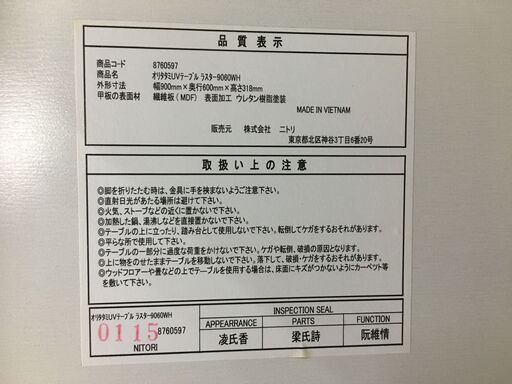 品質表示
商品コード 8760597
商品名 オリタタミUVテーブル ラスター9060WH
外形寸法 幅900mm×奥行600mm×高さ318mm
甲板の表面材 繊維板(MDF) 表面加工 ウレタン樹脂塗装
MADE IN VIETNAM
販売元 株式会社 ニトリ
東京都北区神谷3丁目6番20号
取扱い上の注意
◎脚を折りたたむ時は、金具に手を挟まないようご注意下さい。
◎直射日光があたる場所は避けて下さい。
◎火気、ストーブなどの近くに置かないで下さい。
◎加熱した鍋、湯沸しなどを直接置かないで下さい。
◎テーブルの上に立ったり、踏み台として使用しないで下さい。転倒してケガをするおそれがあります。
◎平らな所で使用して下さい。
◎テーブルの一部分に過度な荷重をかけないで下さい。ケガや転倒、破損の原因となります。
◎上に物をのせたままテーブルを移動しないで下さい。落下して、破損・ケガをするおそれがあります。
◎ウッドフローアーや畳などの上でテーブルを使用する場合は、床面にキズがつかないようにカーペット等を敷いて下さい。
オリタタミUVテーブル ラスター9060WH
0115
8760597
NITORI
INSPECTION SEAL
APPEARRANCE PARTS FUNCTION
凌氏香 梁氏詩 阮維情